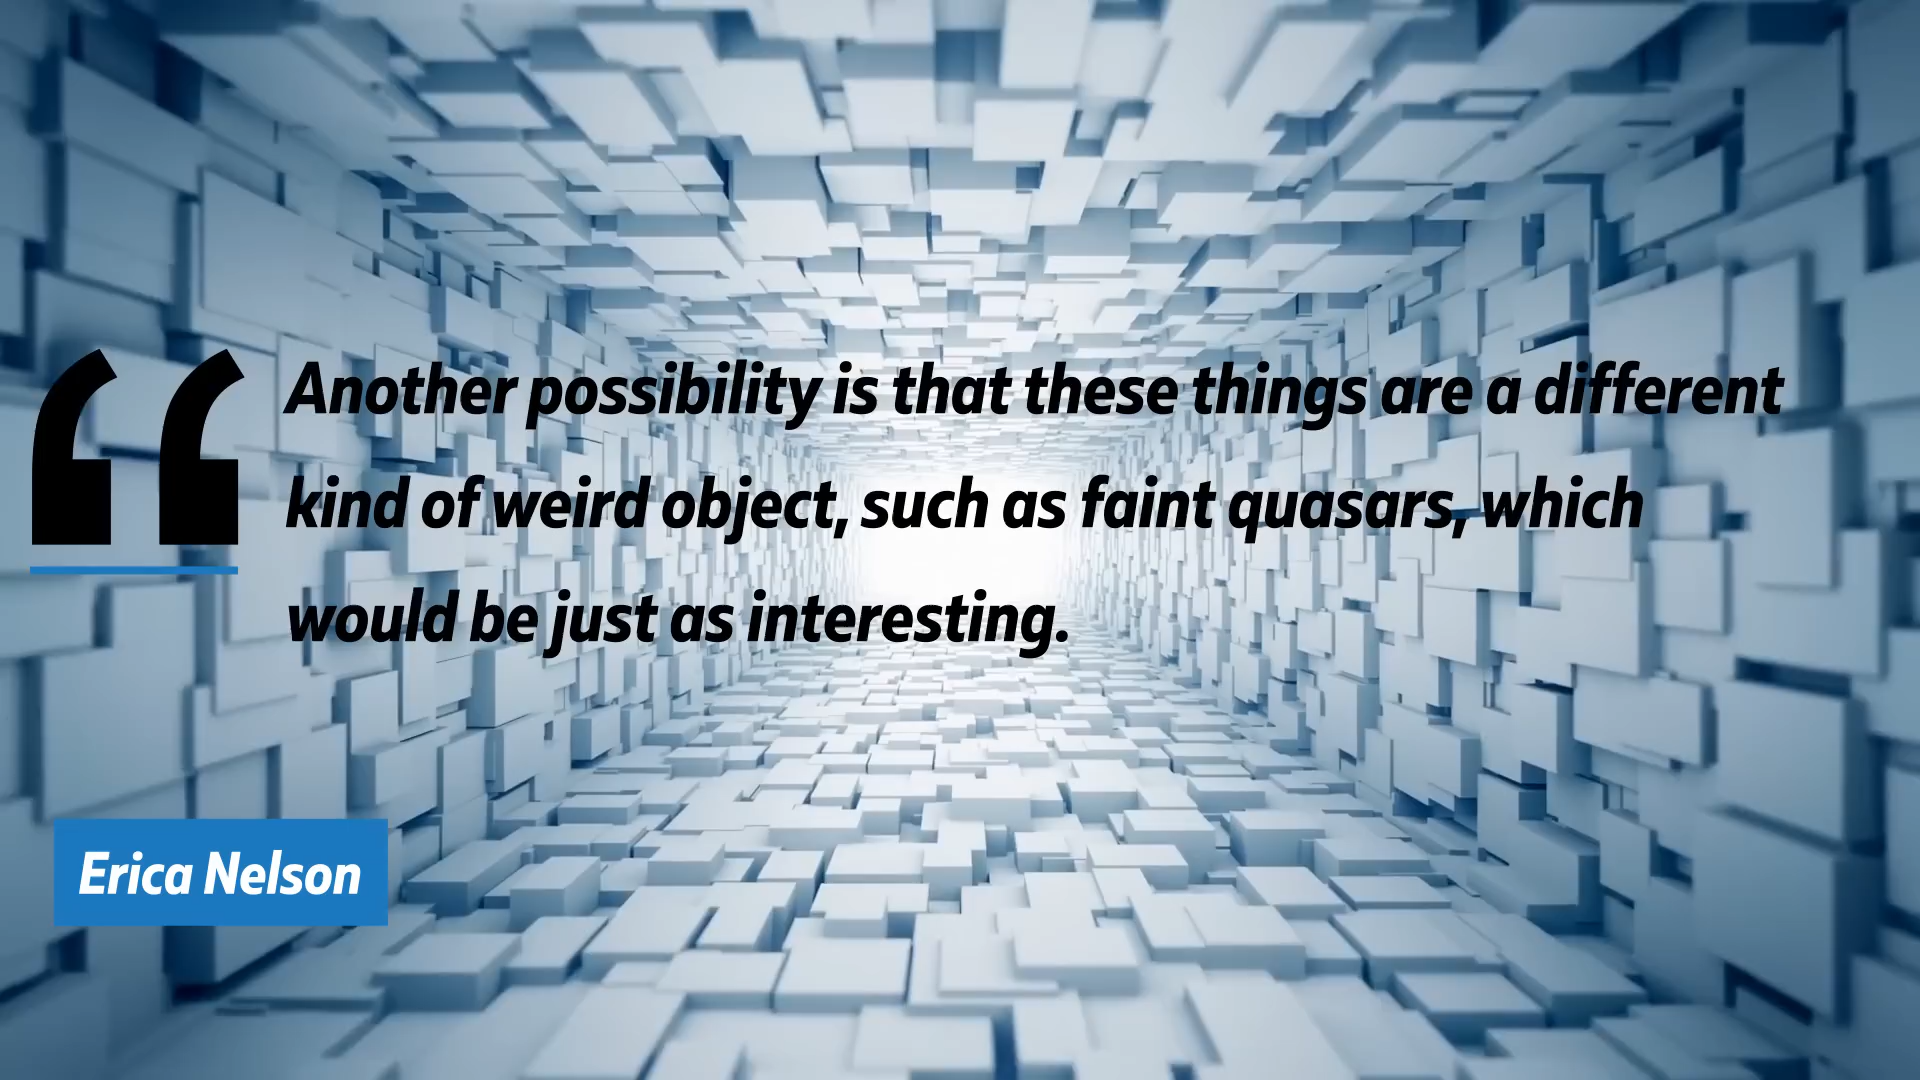 “
Another possibility is that these things are a different
kind of weird object, such as faint quasars, which
would be just as interesting.
Erica Nelson